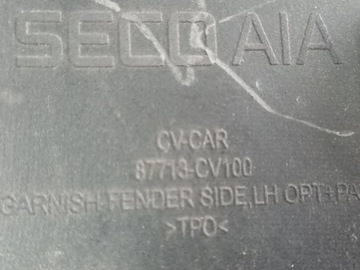 SECO AIA
CV-CAR
87713-CV100
GARNISH-FENDER SIDE,LH OPT+PA
>TPO<